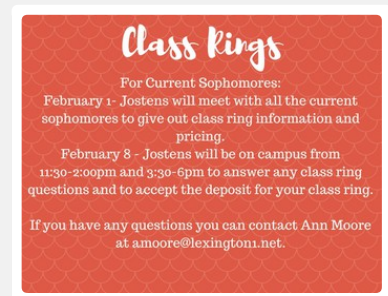 Class Rings
For Current Sophomores:
February 1- Jostens will meet with all the current
sophomores to give out class ring information and
pricing.
February 8 - Jostens will be on campus from
11:30-2:00pm and 3:30-6pm to answer any class ring
questions and to accept the deposit for your class ring.
If you have any questions you can contact Ann Moore
at amoore@lexington1.net.